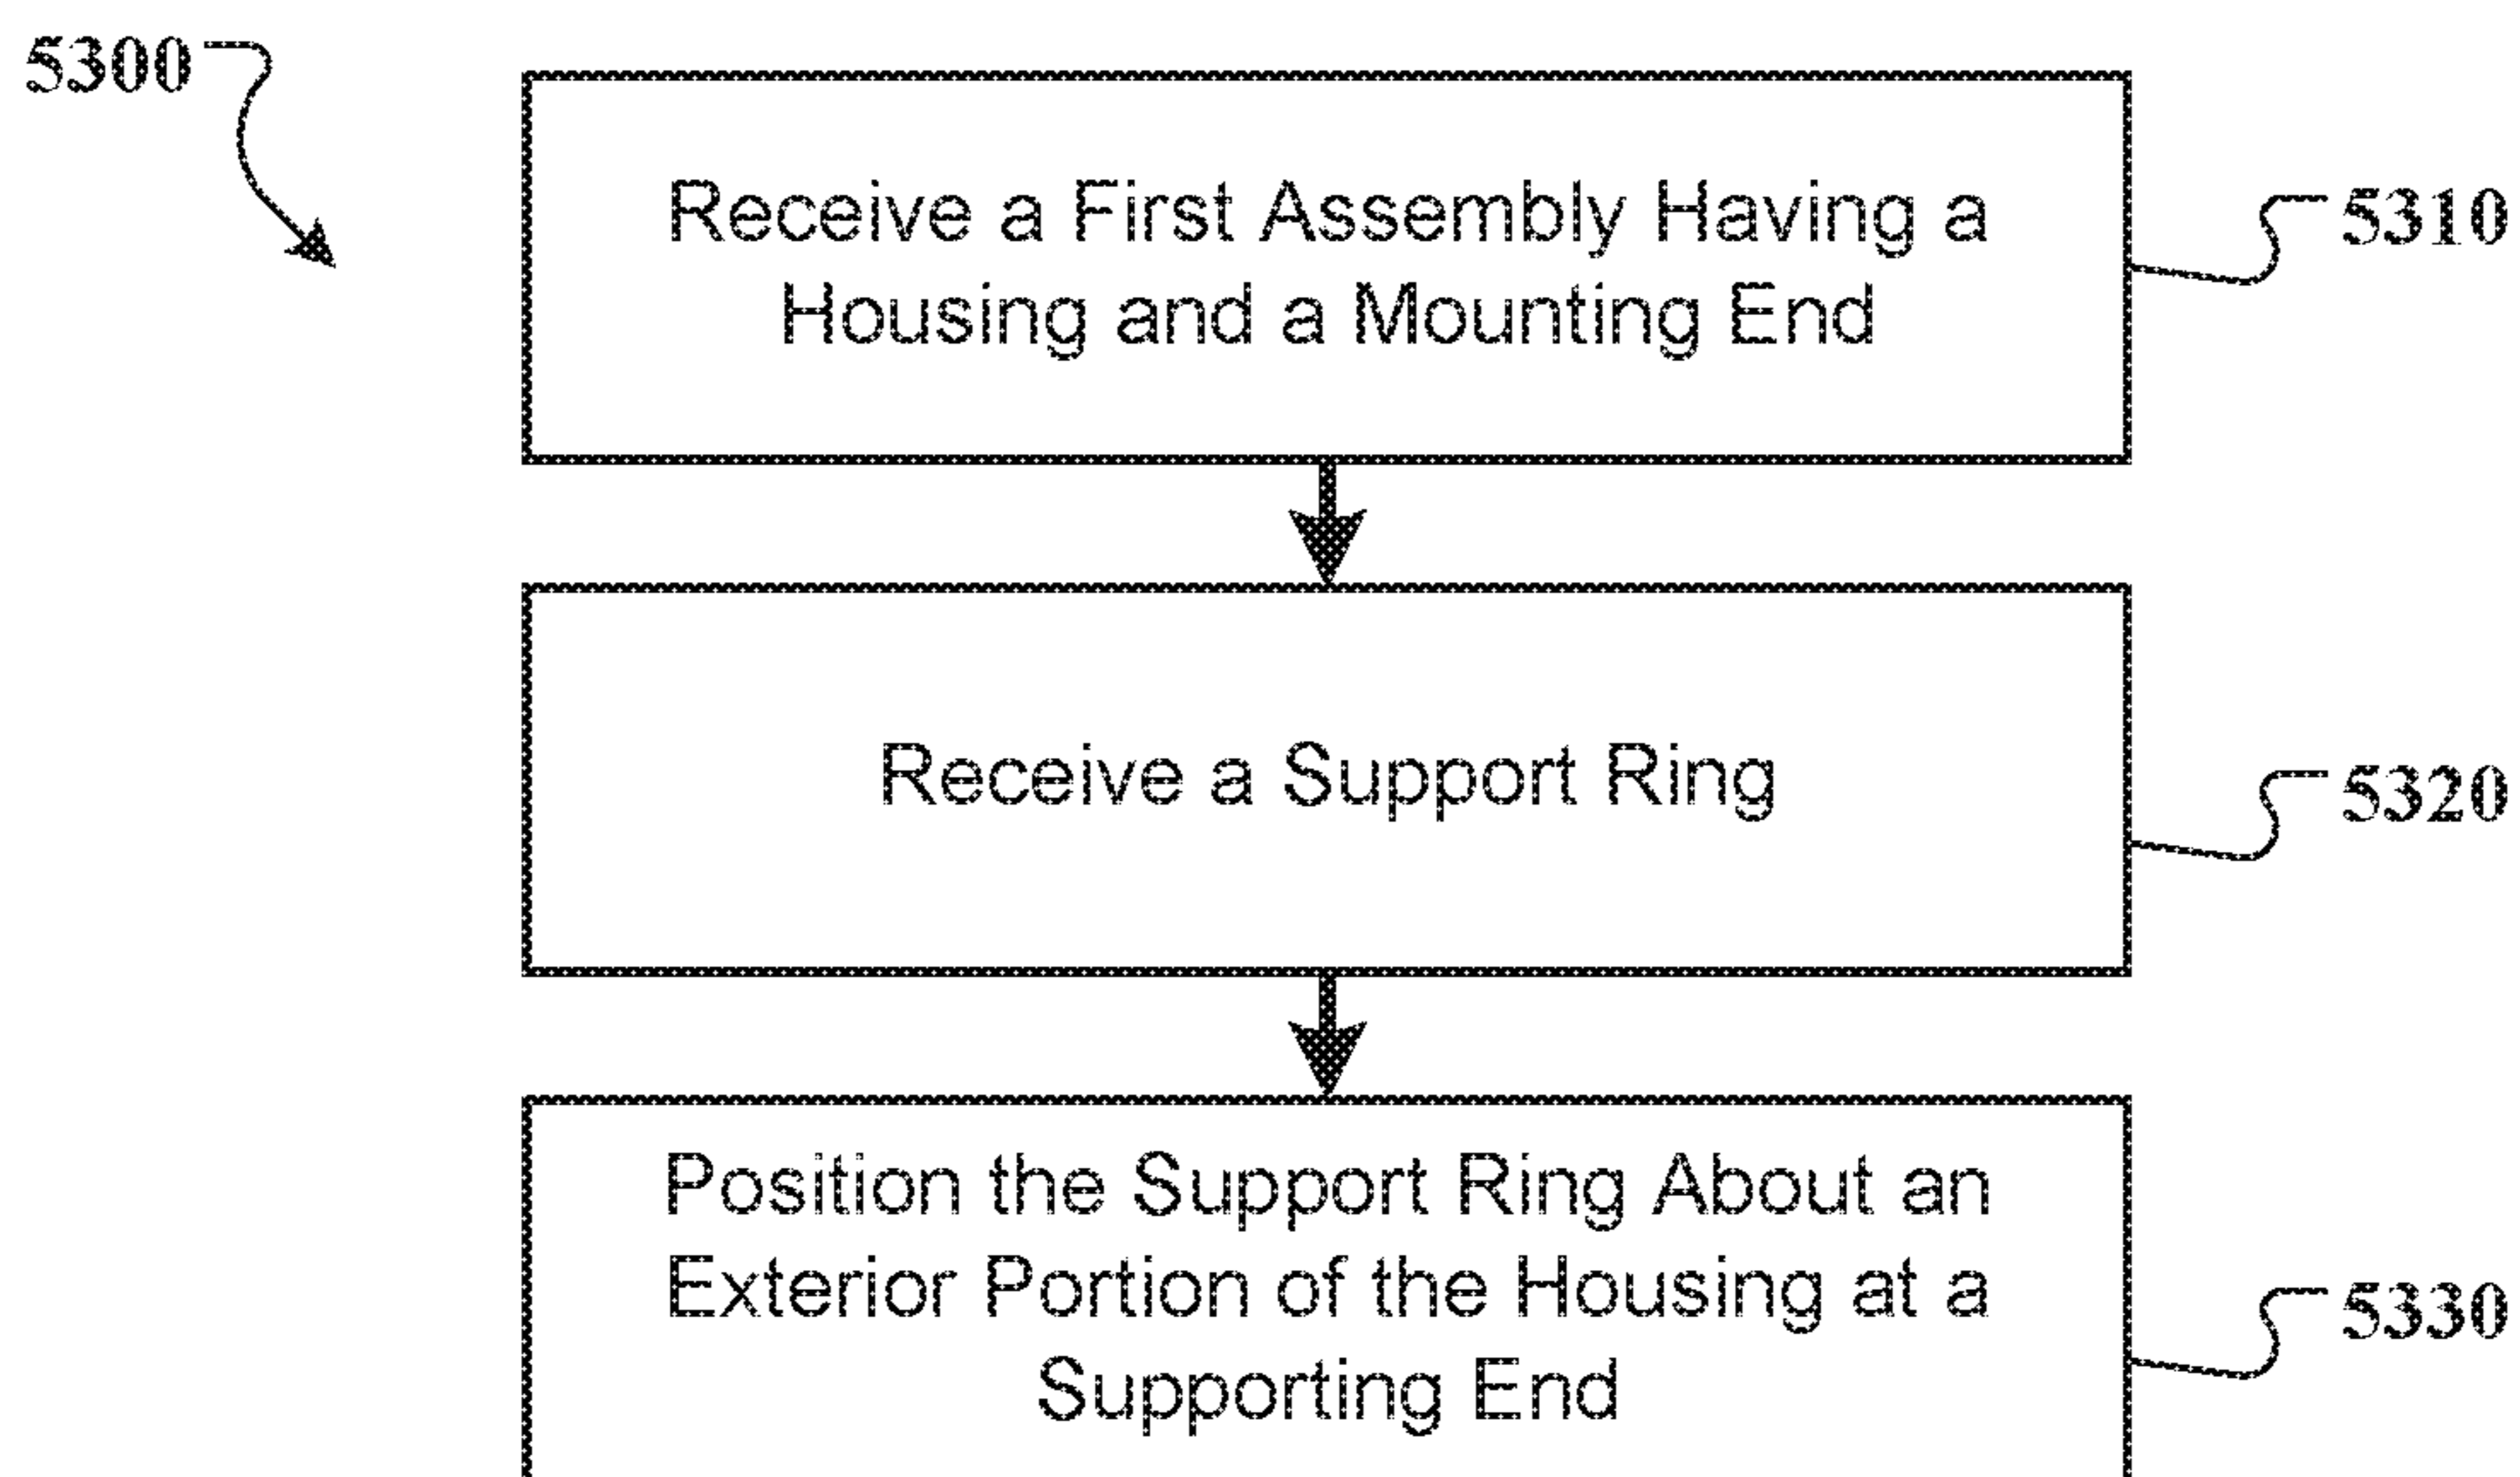 5300
Receive a First Assembly Having a
Housing and a Mounting End
5310
Receive a Support Ring
5320
Position the Support Ring About an
Exterior Portion of the Housing at a
Supporting End
5330